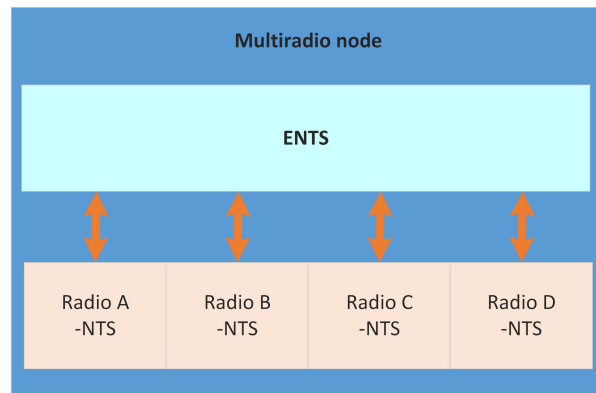 Multiradio node
ENTS
Radio A
-NTS
Radio B
-NTS
Radio C
-NTS
Radio D
-NTS